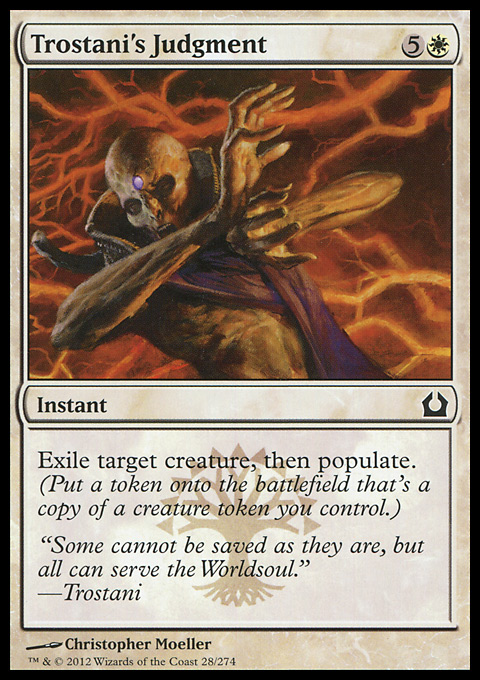 Trostani's Judgment 5
Instant
Exile target creature, then populate.
(Put a token onto the battlefield that's a
copy of a creature token you control.)
“Some cannot be saved as they are, but
all can serve the Worldsoul.”
—Trostani
Christopher Moeller
™ & © 2012 Wizards of the Coast 28/274